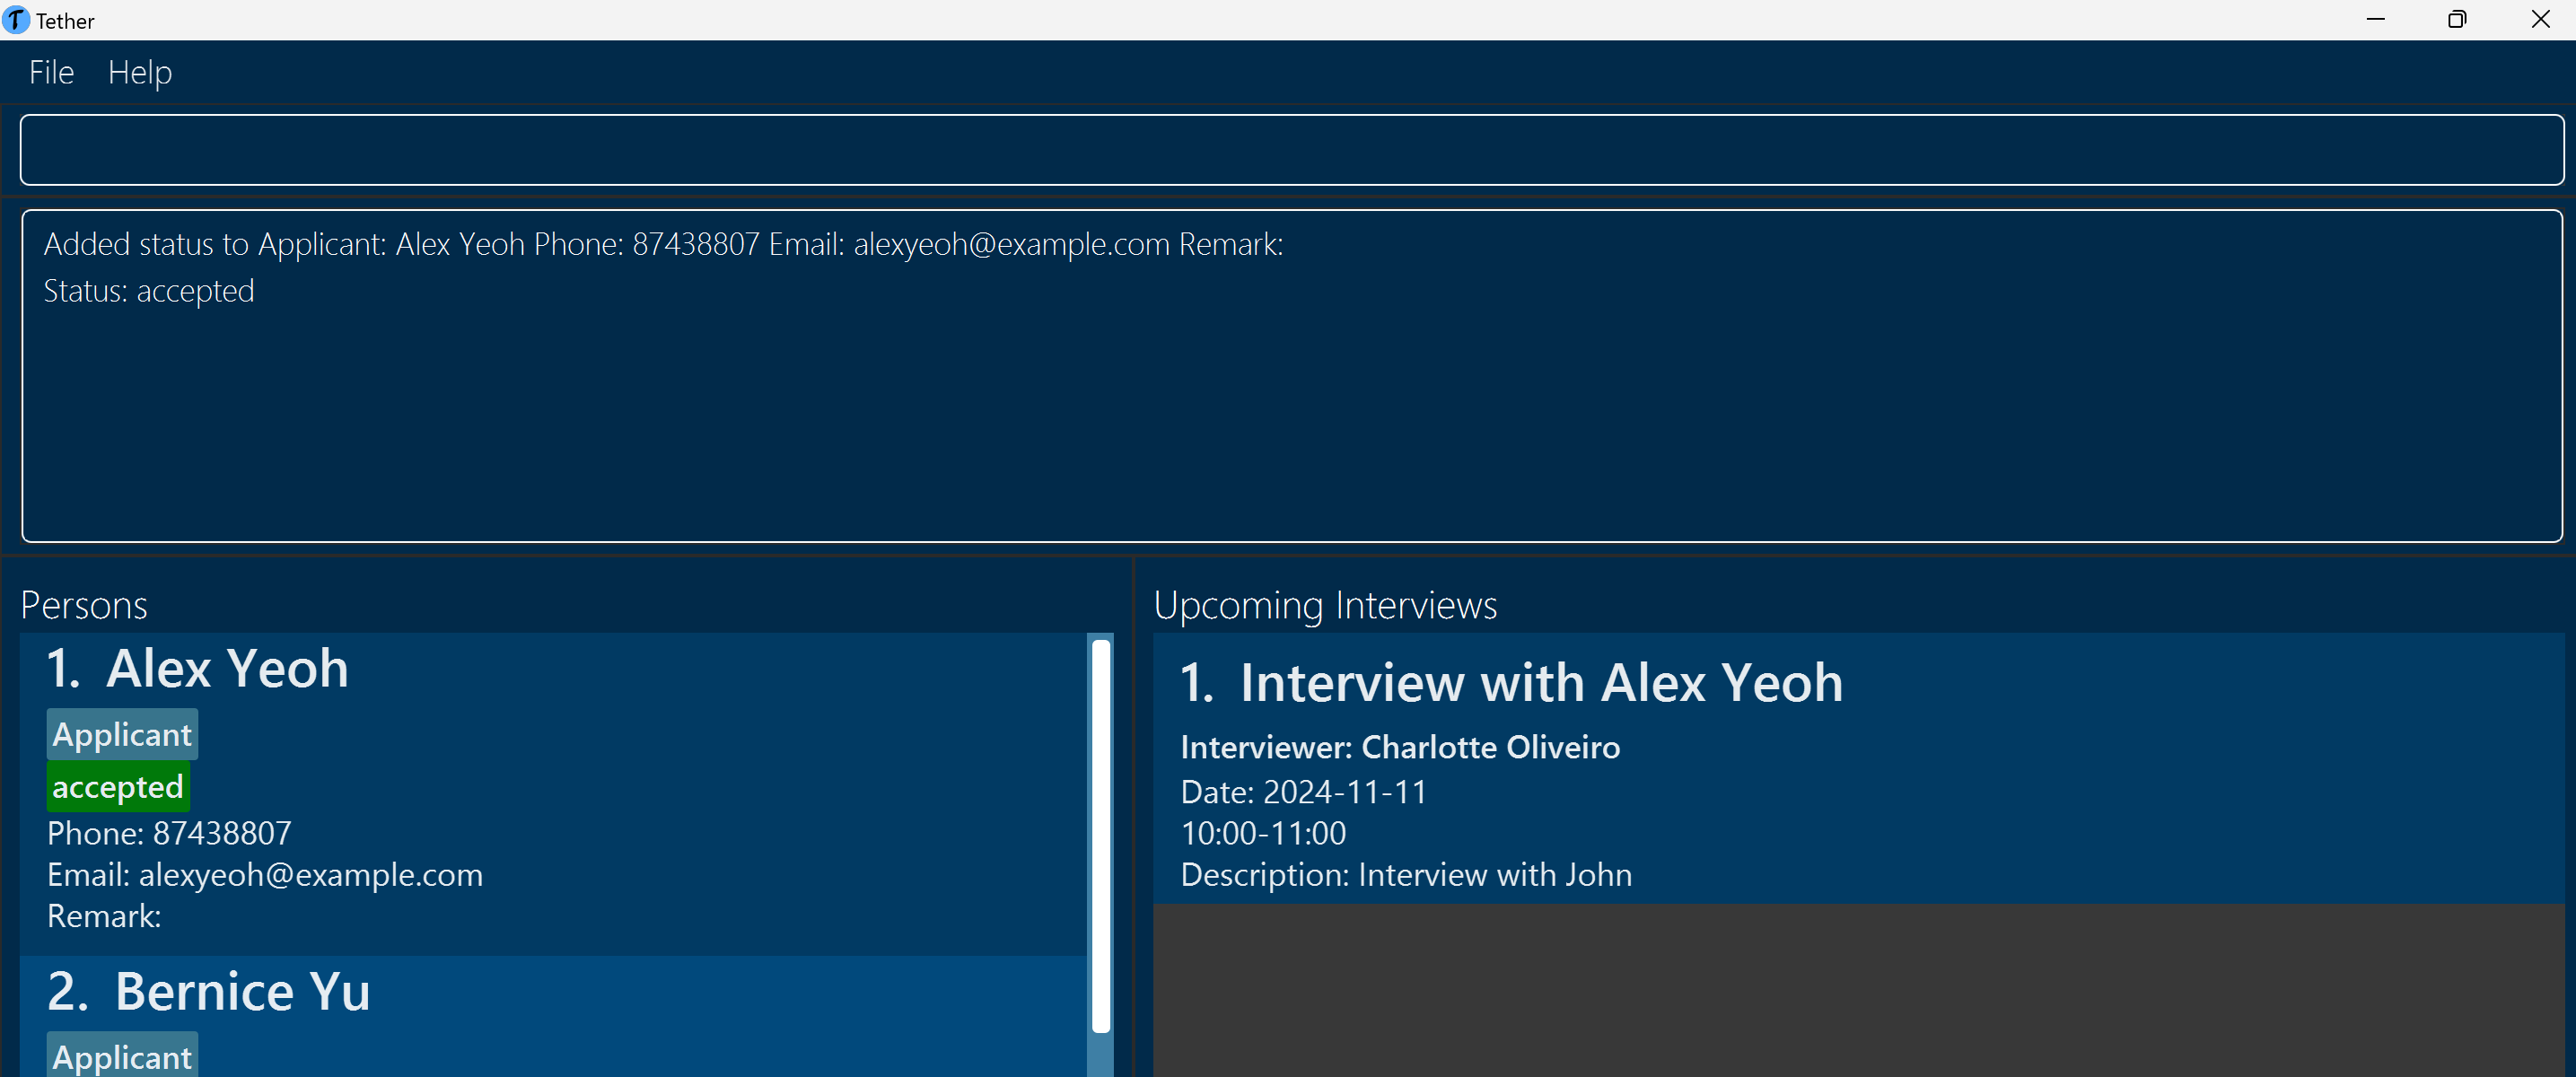 Tether
File Help
Added status to Applicant: Alex Yeoh Phone: 87438807 Email: alexyeoh@example.com Remark:
Status: accepted
Persons
1. Alex Yeoh
Applicant
accepted
Phone: 87438807
Email: alexyeoh@example.com
Remark:
2. Bernice Yu
Applicant
Upcoming Interviews
1. Interview with Alex Yeoh
Interviewer: Charlotte Oliveiro
Date: 2024-11-11
10:00-11:00
Description: Interview with John